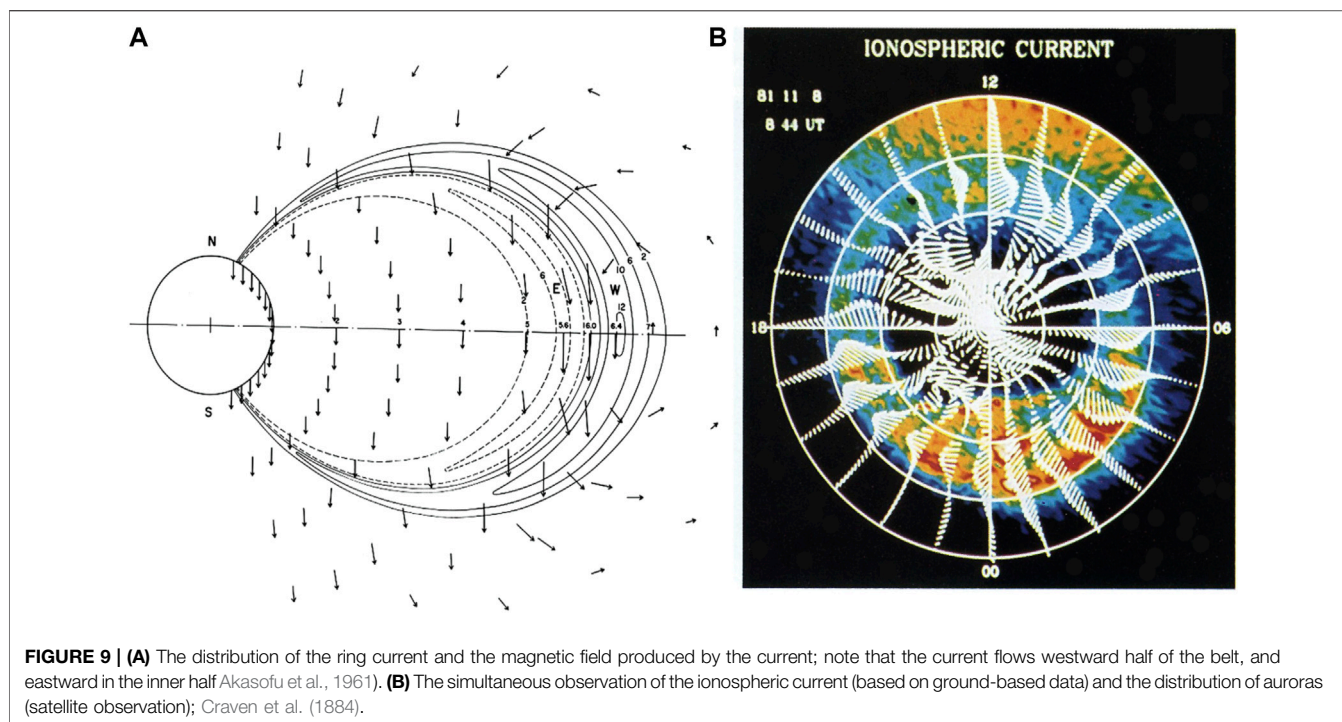 A
N
S
2
3
4
5
5.6
6.0
6.4
7
2
6
E
10
W
6
2
12
B
IONOSPHERIC CURRENT
12
81 11 8
8 44 UT
18
06
00
FIGURE 9 | (A) The distribution of the ring current and the magnetic field produced by the current; note that the current flows westward half of the belt, and
eastward in the inner half Akasofu et al., 1961). (B) The simultaneous observation of the ionospheric current (based on ground-based data) and the distribution of auroras
(satellite observation); Craven et al. (1884).